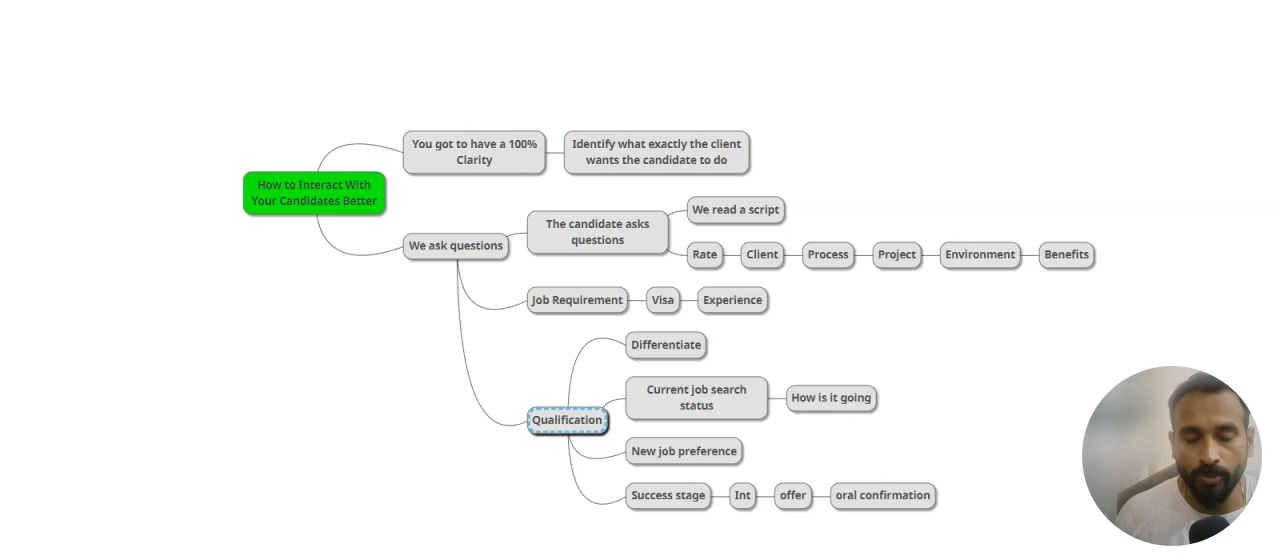 You got to have a 100%
Clarity
Identify what exactly the client
wants the candidate to do
How to Interact With
Your Candidates Better
We ask questions
The candidate asks
questions
We read a script
Rate
Client
Process
Project
Environment
Benefits
Job Requirement
Visa
Experience
Differentiate
Current job search
status
How is it going
Qualification
New job preference
Success stage
Int
offer
oral confirmation